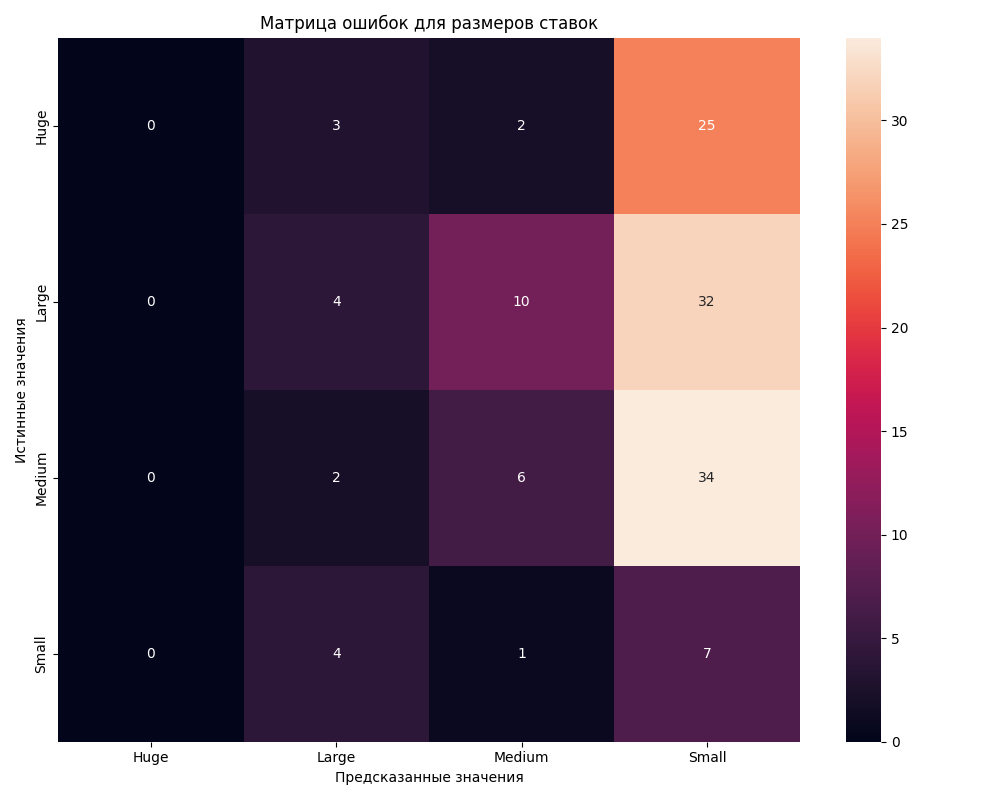 Матрица ошибок для размеров ставок
Истинные значения
Huge
0
3
2
25
Large
0
4
10
32
Medium
0
2
6
34
Small
0
4
1
7
Huge
Large
Medium
Small
Предсказанные значения
30
25
20
15
10
5
0